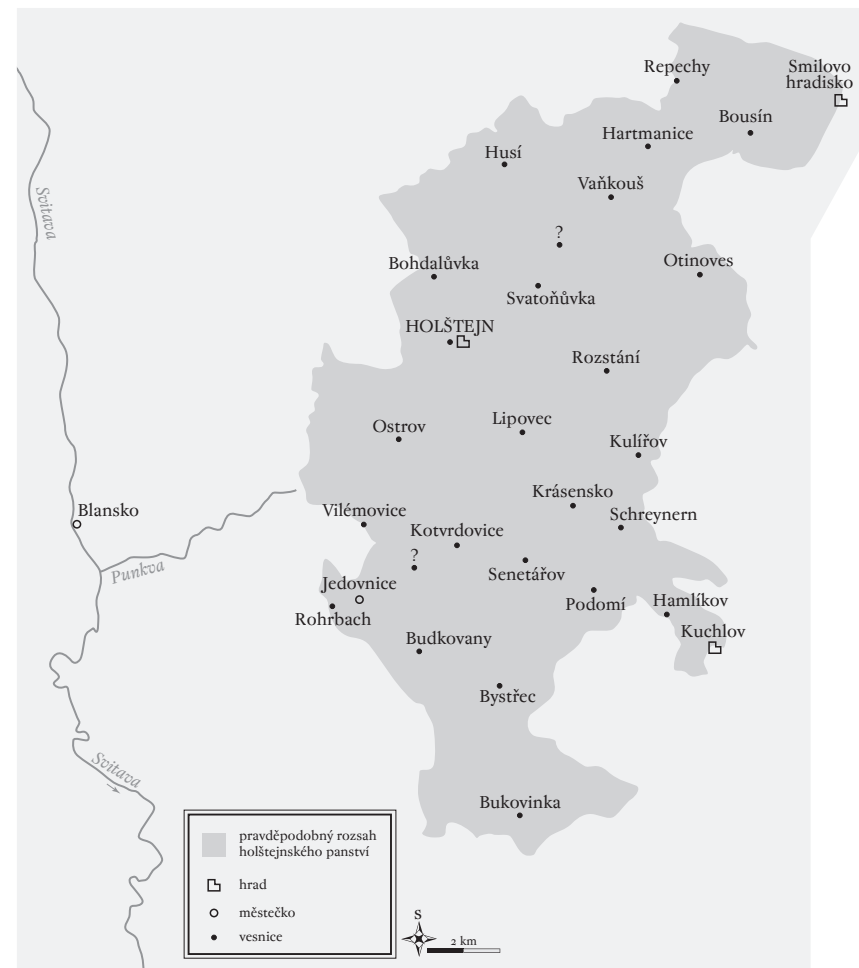 Repechy
Smilovo
hradisko
Bousín
Hartmanice
Husí
Vaňkouš
Svitava
?
Bohdalůvka
Otinoves
Svatoňůvka
HOLŠTEJN
Rozstání
Lipovec
Ostrov
Kulířov
Krásensko
Blansko
Vilémovice
Schreynern
Kotvrdovice
?
Punkva
Senetářov
Jedovnice
Podomí
Hamlíkov
Rohrbach
Kuchlov
Budkovany
Bystřec
Svitava
Bukovinka
pravděpodobný rozsah
holštejnského panství
hrad
městečko
vesnice
S
2 km